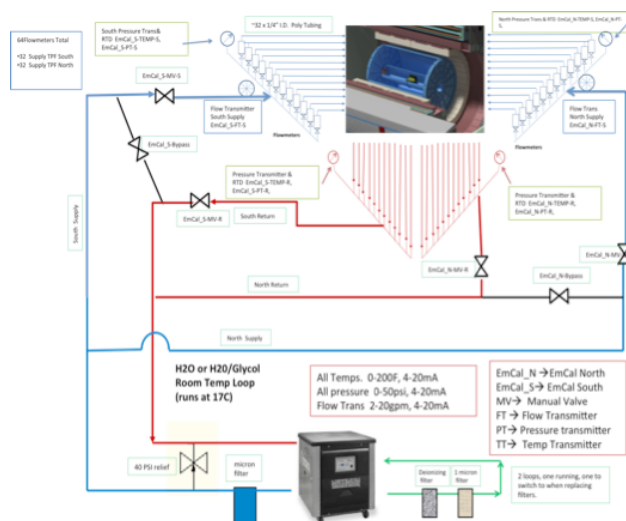 64Flowmeters Total
•32 Supply TPF South
•32 Supply TPF North
South Pressure Trans&
RTD EmCal_S-TEMP-S,
EmCal_S-PT-S
~32 x 1/4" I.D. Poly Tubing
North Pressure Trans & RTD EmCal_N-TEMP-S, EmCal_N-PT-
S,
EmCal_S-MV-S
Flow Transmitter
South Supply
EmCal_S-FT-S
Flowmeters
Flow Trans
North Supply
EmCal_N-FT-S
Flowmeters
EmCal_S-Bypass
Pressure Transmitter &
RTD EmCal_S-TEMP-R,
EmCal_S-PT-R,
Pressure Transmitter &
RTD EmCal_N-TEMP-R,
EmCal_N-PT-R,
EmCal_S-MV-R
South Return
South Supply
EmCal_N-MV-R
EmCal_N-MV
EmCal_N-Bypass
North Return
North Supply
H2O or H20/Glycol
Room Temp Loop
(runs at 17C)
All Temps. 0-200F, 4-20mA
All pressure 0-50psi, 4-20mA
Flow Trans 2-20gpm, 4-20mA
EmCal_N →EmCal North
EmCal_S→ EmCal South
MV→ Manual Valve
FT→ Flow Transmitter
PT→ Pressure transmitter
TT→ Temp Transmitter
40 PSI relief
micron
filter
Deionizing
filter
1 micron
filter
2 loops, one running, one to
switch to when replacing
filters.